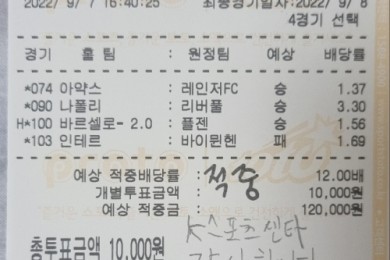 2022/ 9/ 7 16:40:25 최종경기일자:2022/ 9/ 8
4경기 선택
경기 홈 팀 : 원정팀 예상 배당률
*074 아약스 : 레인저FC 승 1.37
*090 나폴리 : 리버풀 승 3.30
H*100 바르셀로- 2.0 : 플젠 승 1.56
*103 인테르 : 바이뮌헨 패 1.69
예상 적중배당률 : 적중 12.00배
개별투표금액 : 10,000원
예상 적중금 : 120,000원
K스포츠센타
총투표금액 10,000원
감사합니다